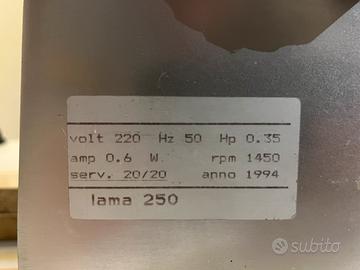 volt 220 Hz 50 Hp 0.35
amp 0.6 W. rpm 1450
serv. 20/20 anno 1994
lama 250
subito